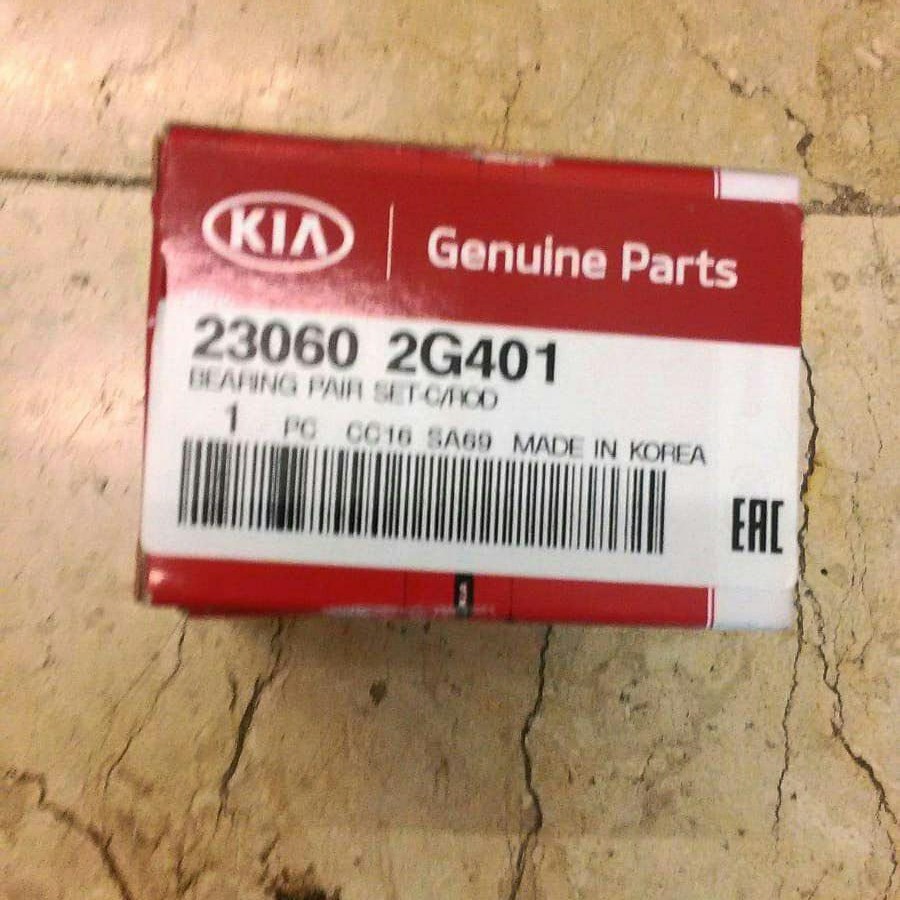 KIA
Genuine Parts
23060 2G401
BEARING PAIR SET-C/ROD
1 PC CC16 SA69 MADE IN KOREA
EAC